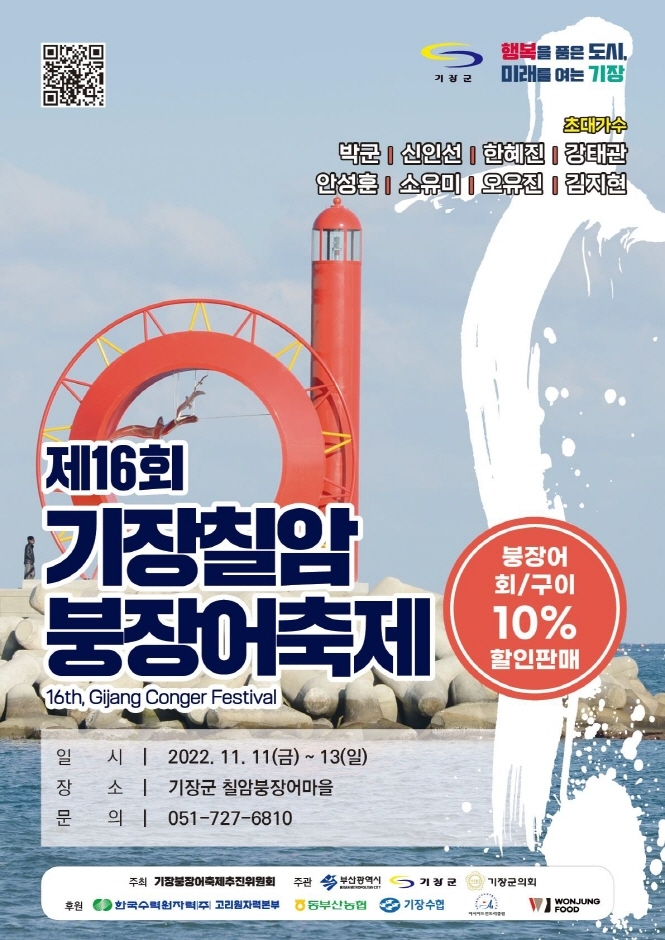 기장군
행복을 품은 도시,
미래를 여는 기장
초대가수
박군 | 신인선 | 한혜진 | 강태관
안성훈 | 소유미 | 오유진 | 김지현
제16회
기장칠암
붕장어축제
16th, Gijang Conger Festival
붕장어
회/구이
10%
할인판매
일 시 | 2022. 11. 11(금) ~ 13(일)
장 소 | 기장군 칠암붕장어마을
문 의 | 051-727-6810
주최 기장붕장어축제추진위원회 주관 부산광역시 기장군 기장군의회
후원 한국수력원자력(주) 고리원자력본부 동부산농협 기장수협 WONJUNG FOOD